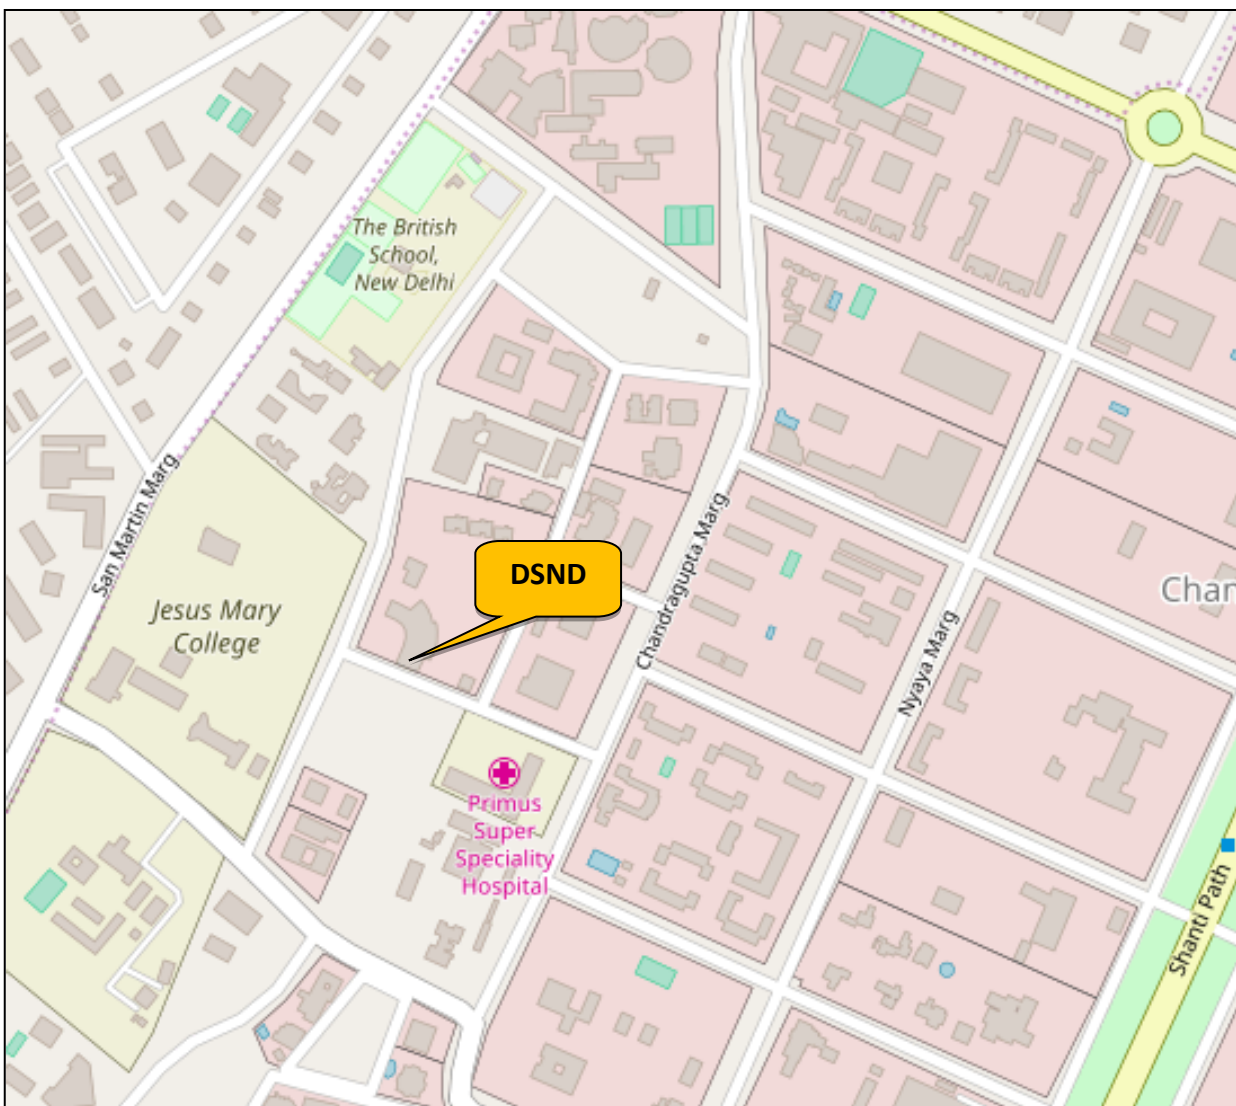 The British
School,
New Delhi
San Martin Marg
Chandragupta Marg
DSND
Jesus Mary
College
Chan
Nyaya Marg
Primus
Super
Speciality
Hospital
Shanti Path